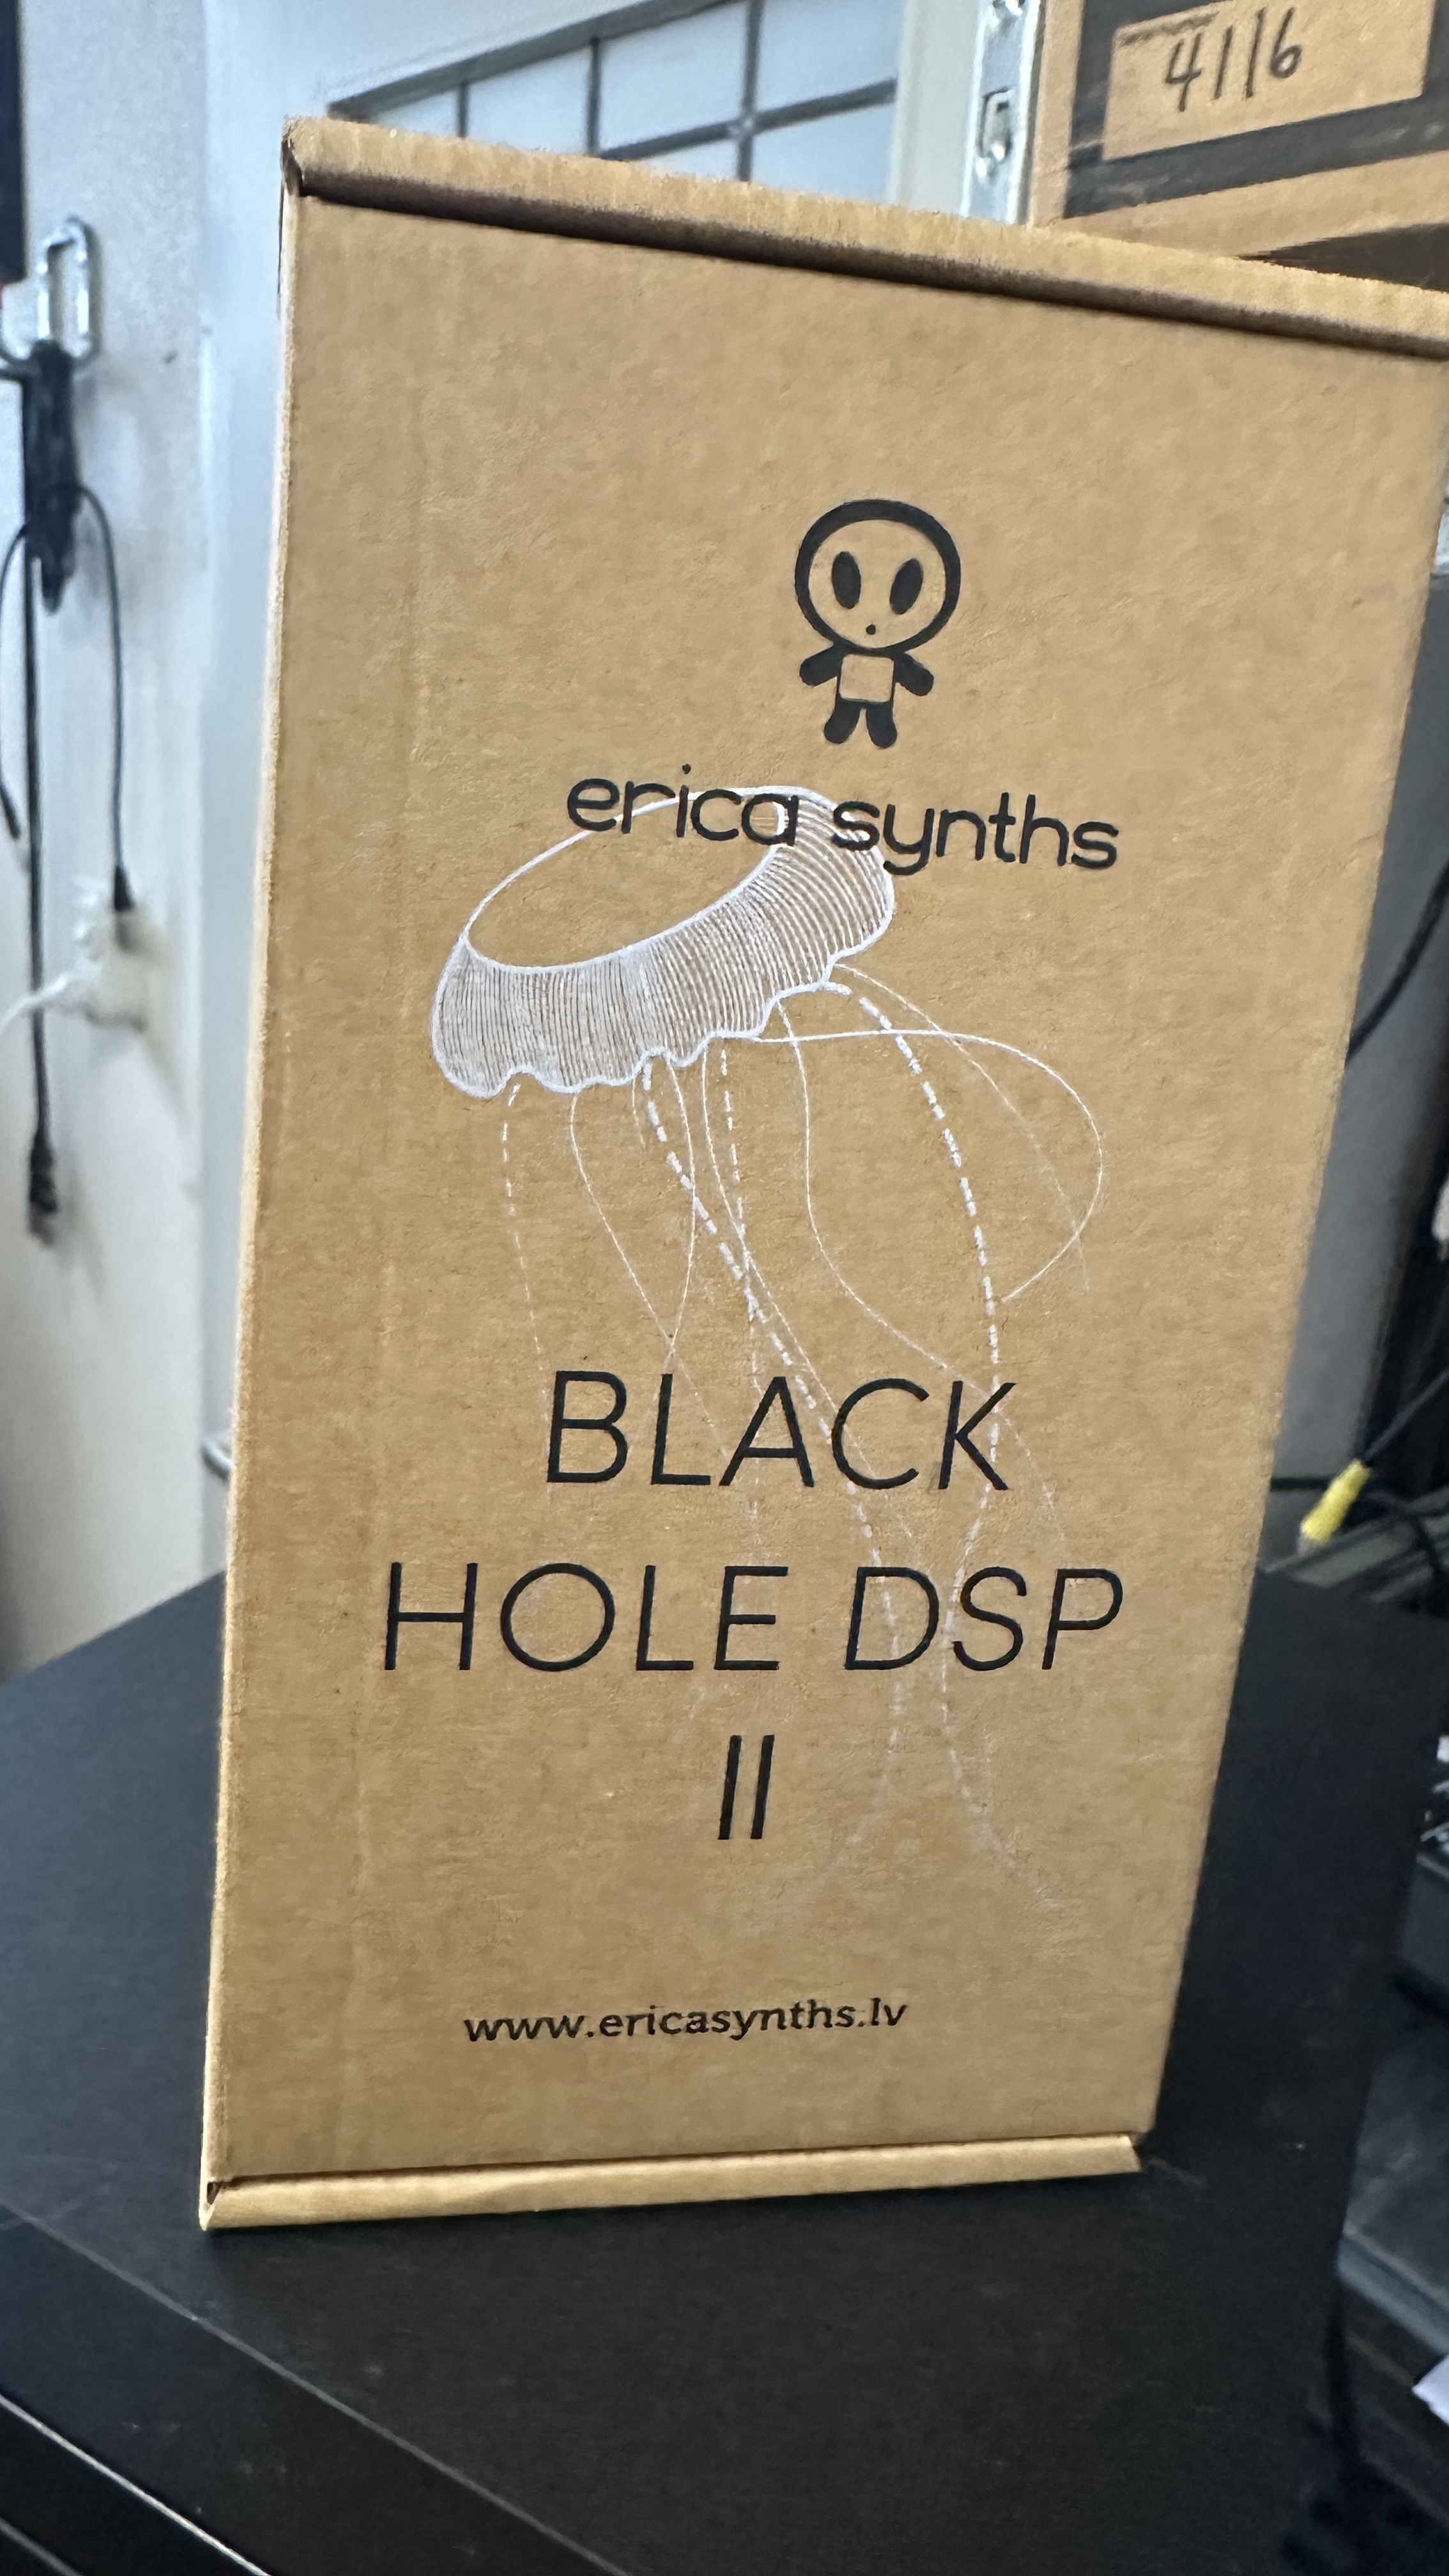 4116
erica synths
BLACK
HOLE DSP
II
www.ericasynths.lv